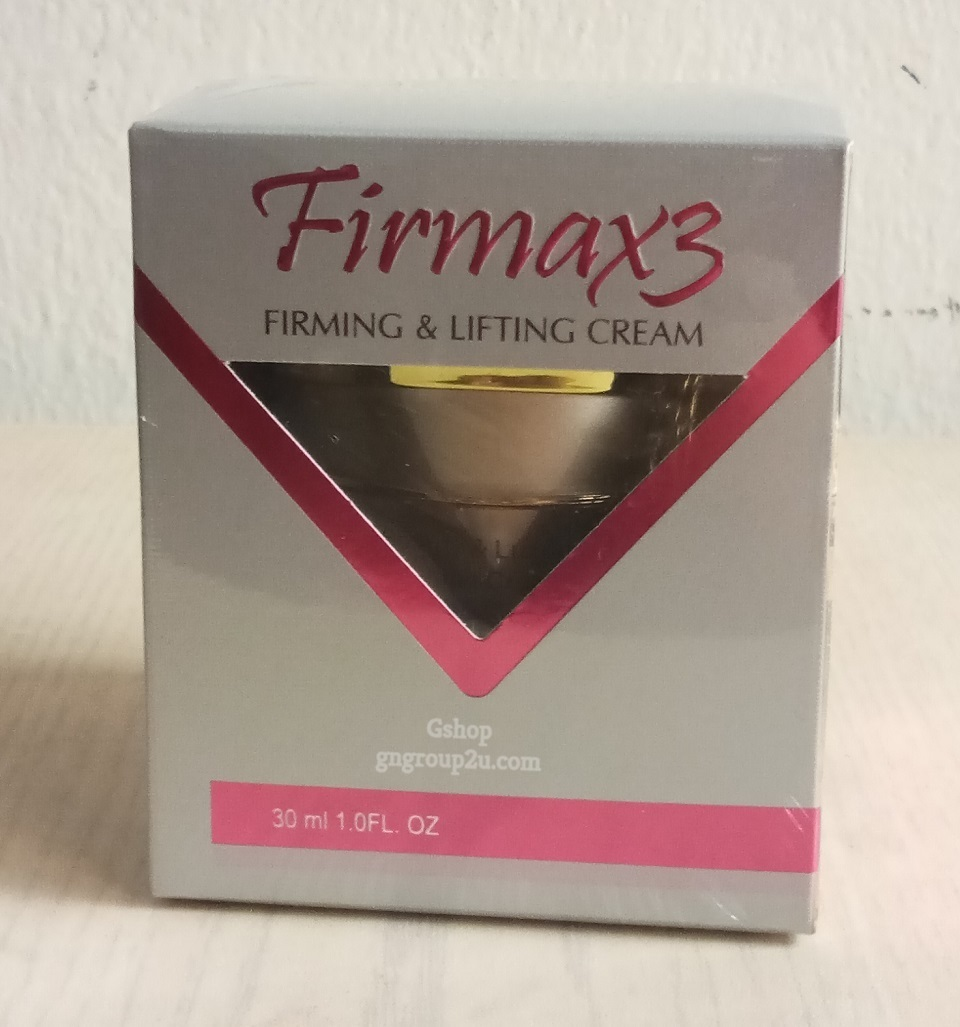 Firmax3
FIRMING & LIFTING CREAM
Gshop
gngroup2u.com
30 ml 1.0FL. OZ